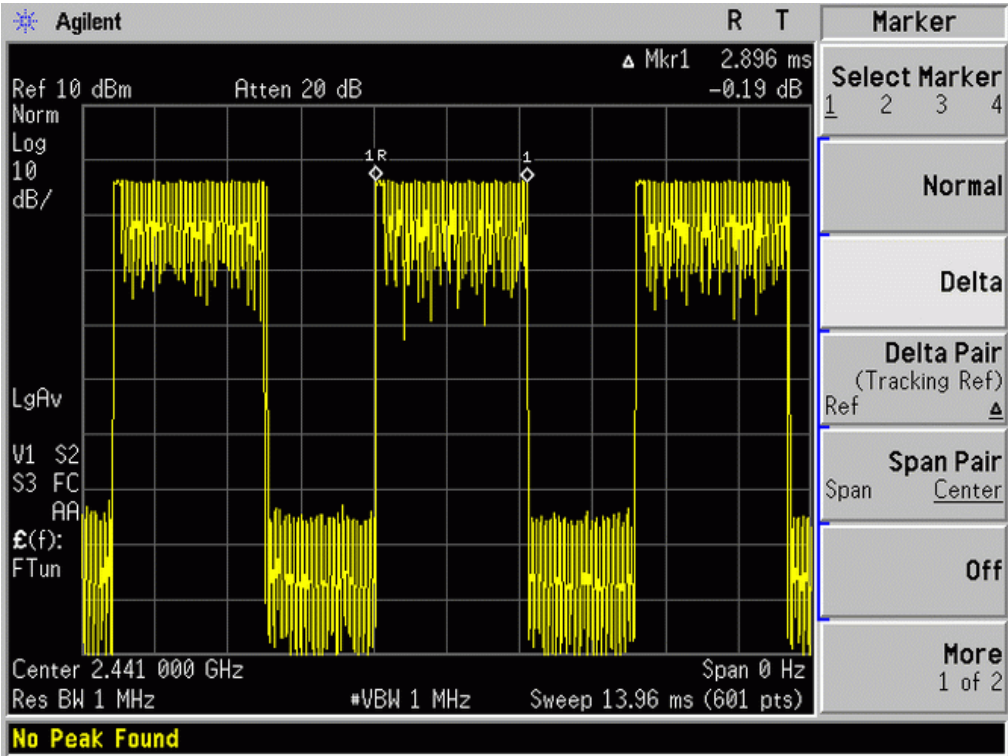 Agilent R T Marker
Δ Mkr1 2.896 ms
Ref 10 dBm Atten 20 dB -0.19 dB
Norm
Log
10
dB/
1R
1
LgAv
V1 S2
S3 FC
AA
£(f):
FTun
Center 2.441 000 GHz Span 0 Hz
Res BW 1 MHz #VBW 1 MHz Sweep 13.96 ms (601 pts)
No Peak Found
Select Marker
1 2 3 4
Normal
Delta
Delta Pair
(Tracking Ref)
Ref Δ
Span Pair
Span Center
Off
More
1 of 2